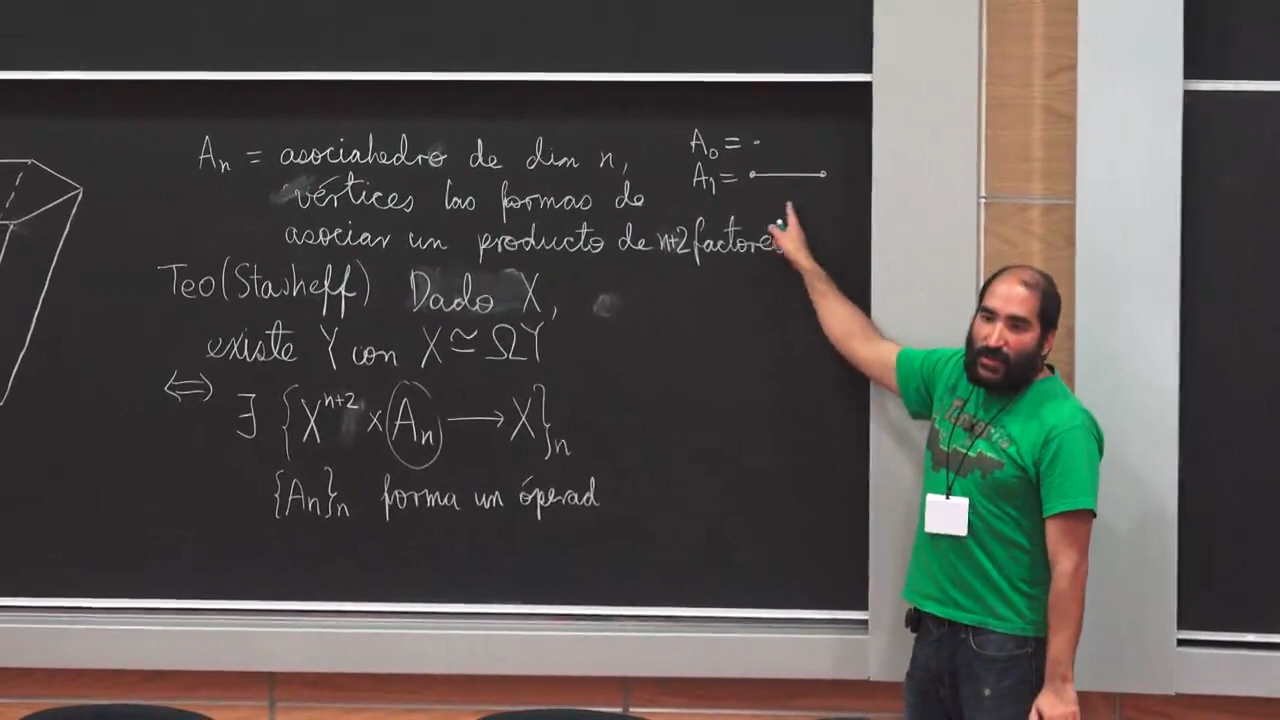 Aₙ = asociahedro de dim n,
vértices las formas de
asociar un producto de n+2 factores
A₀ = ·
A₁ =
Teo (Stasheff) Dado X,
existe Y con X ≃ ΩY
⇔ ∃ {Xⁿ⁺² × Aₙ → X}ₙ
{Aₙ}ₙ forma un óperad